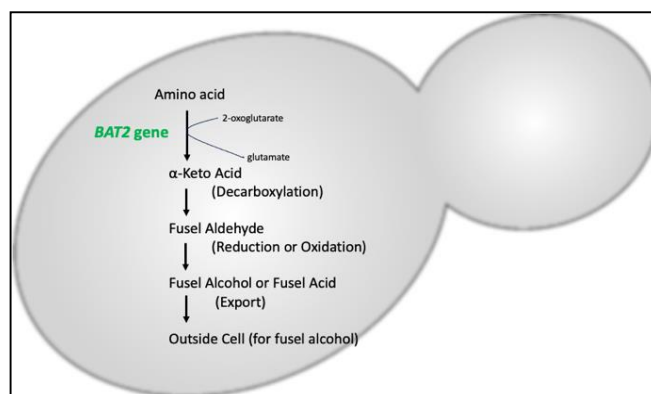 Amino acid
2-oxoglutarate
BAT2 gene
glutamate
α-Keto Acid
(Decarboxylation)
Fusel Aldehyde
(Reduction or Oxidation)
Fusel Alcohol or Fusel Acid
(Export)
Outside Cell (for fusel alcohol)